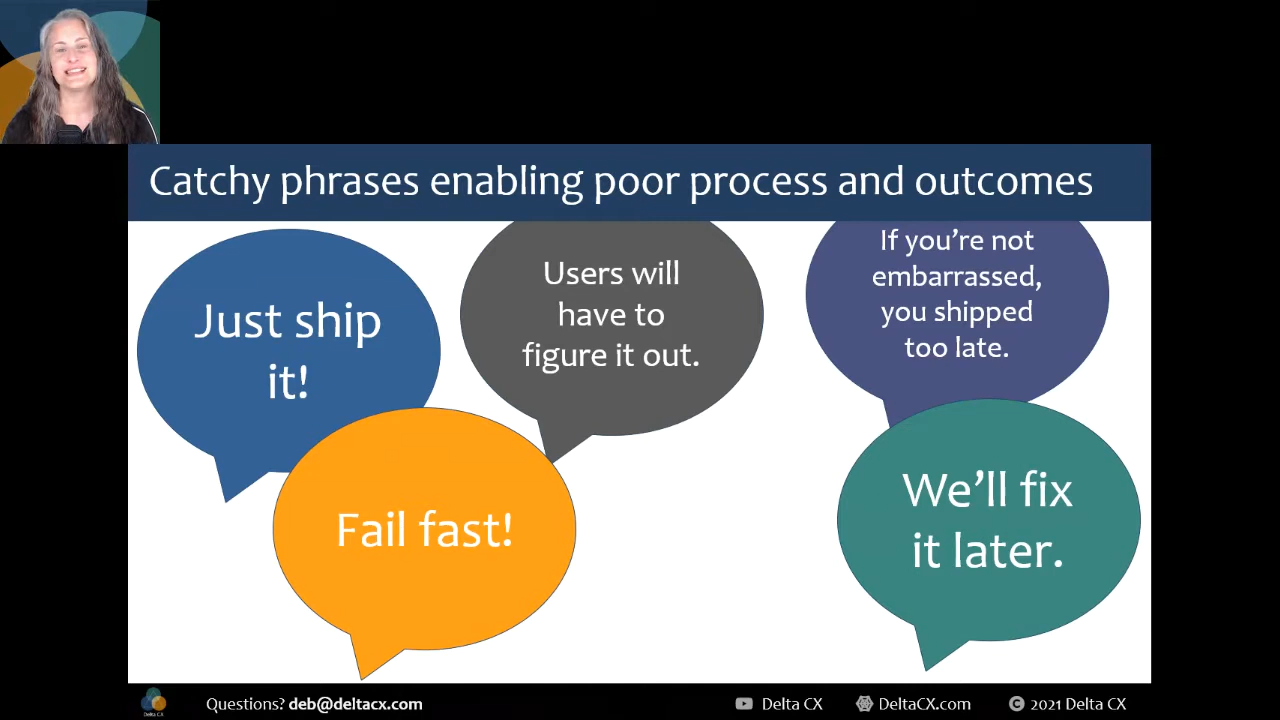 Catchy phrases enabling poor process and outcomes
Just ship
it!
Users will
have to
figure it out.
If you’re not
embarrassed,
you shipped
too late.
Fail fast!
We’ll fix
it later.
Delta CX
Questions? deb@deltacx.com
Delta CX
DeltaCX.com
© 2021 Delta CX